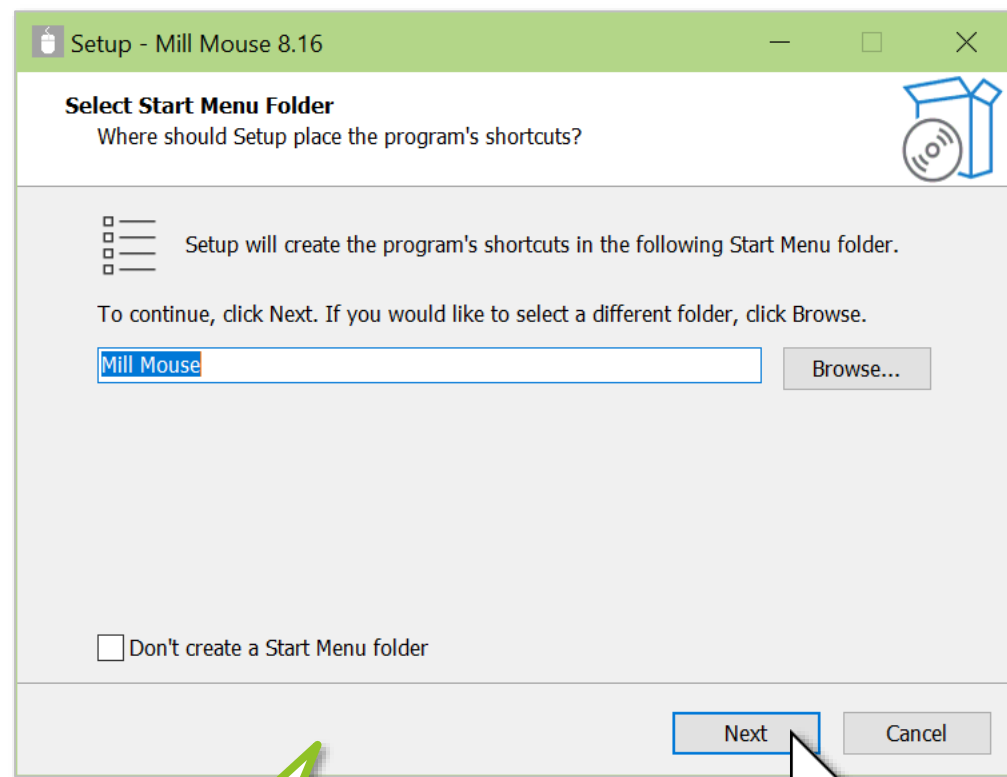 Setup - Mill Mouse 8.16
Select Start Menu Folder
Where should Setup place the program's shortcuts?
Setup will create the program's shortcuts in the following Start Menu folder.
To continue, click Next. If you would like to select a different folder, click Browse.
Mill Mouse
Browse...
Don't create a Start Menu folder
Next
Cancel